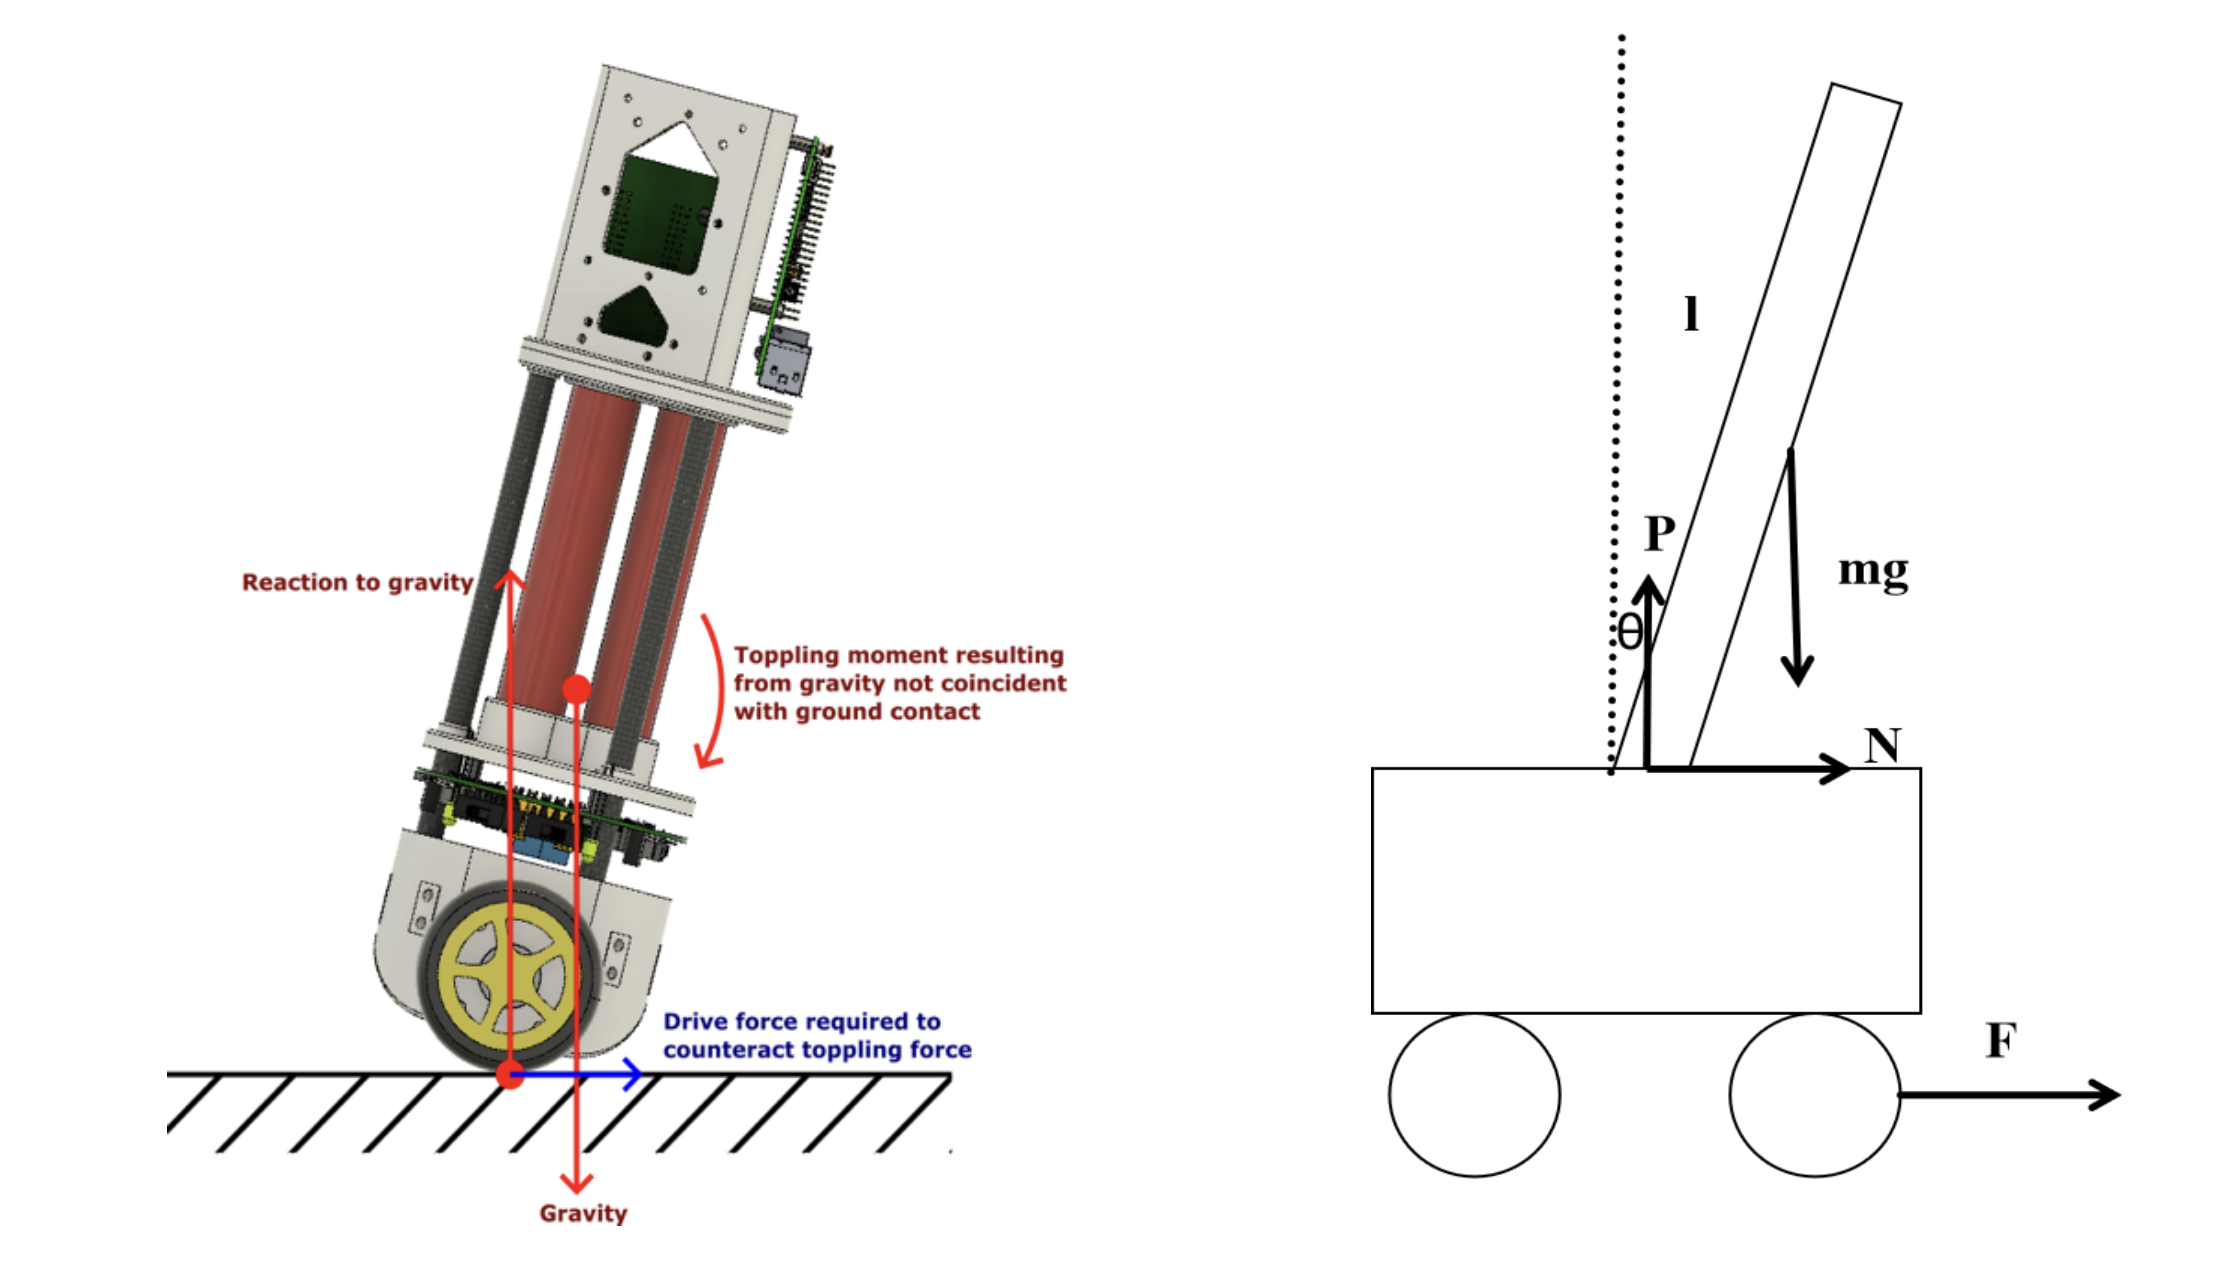 Reaction to gravity
Toppling moment resulting
from gravity not coincident
with ground contact
Drive force required to
counteract toppling force
Gravity
l
P
θ
mg
N
F